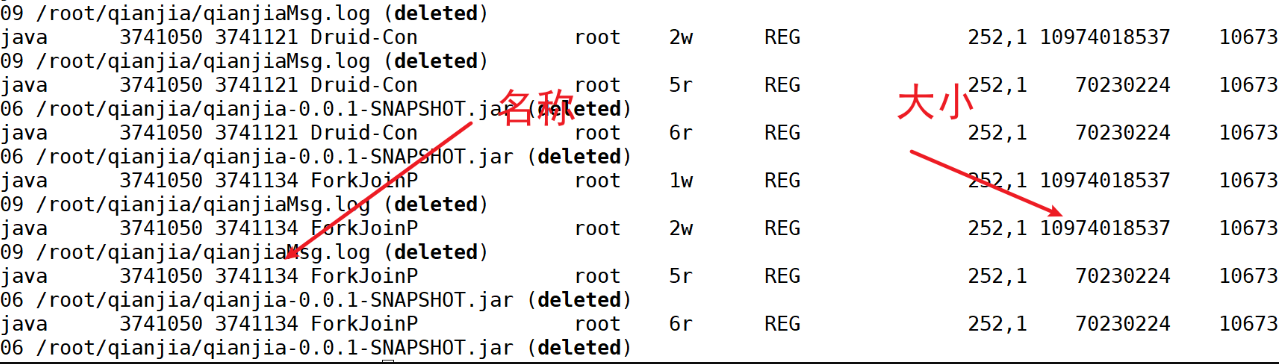 09 /root/qianjia/qianjiaMsg.log (deleted)
java 3741050 3741121 Druid-Con root 2w REG 252,1 10974018537 10673
09 /root/qianjia/qianjiaMsg.log (deleted)
java 3741050 3741121 Druid-Con root 5r REG 252,1 70230224 10673
06 /root/qianjia/qianjia-0.0.1-SNAPSHOT.jar (deleted)
名称
大小
java 3741050 3741121 Druid-Con root 6r REG 252,1 70230224 10673
06 /root/qianjia/qianjia-0.0.1-SNAPSHOT.jar (deleted)
java 3741050 3741134 ForkJoinP root 1w REG 252,1 10974018537 10673
09 /root/qianjia/qianjiaMsg.log (deleted)
java 3741050 3741134 ForkJoinP root 2w REG 252,1 10974018537 10673
09 /root/qianjia/qianjiaMsg.log (deleted)
java 3741050 3741134 ForkJoinP root 5r REG 252,1 70230224 10673
06 /root/qianjia/qianjia-0.0.1-SNAPSHOT.jar (deleted)
java 3741050 3741134 ForkJoinP root 6r REG 252,1 70230224 10673
06 /root/qianjia/qianjia-0.0.1-SNAPSHOT.jar (deleted)